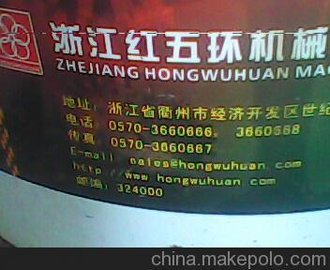 浙江红五环机械
ZHEJIANG HONGWUHUAN MA
地址: 浙江省衢州市经济开发区世纪
电话: 0570-3660666, 3660668
传真: 0570-3660667
E-mail sales@hongwuhuan.com
http www hongwuhuan com
邮编: 324000
china.makepolo.com